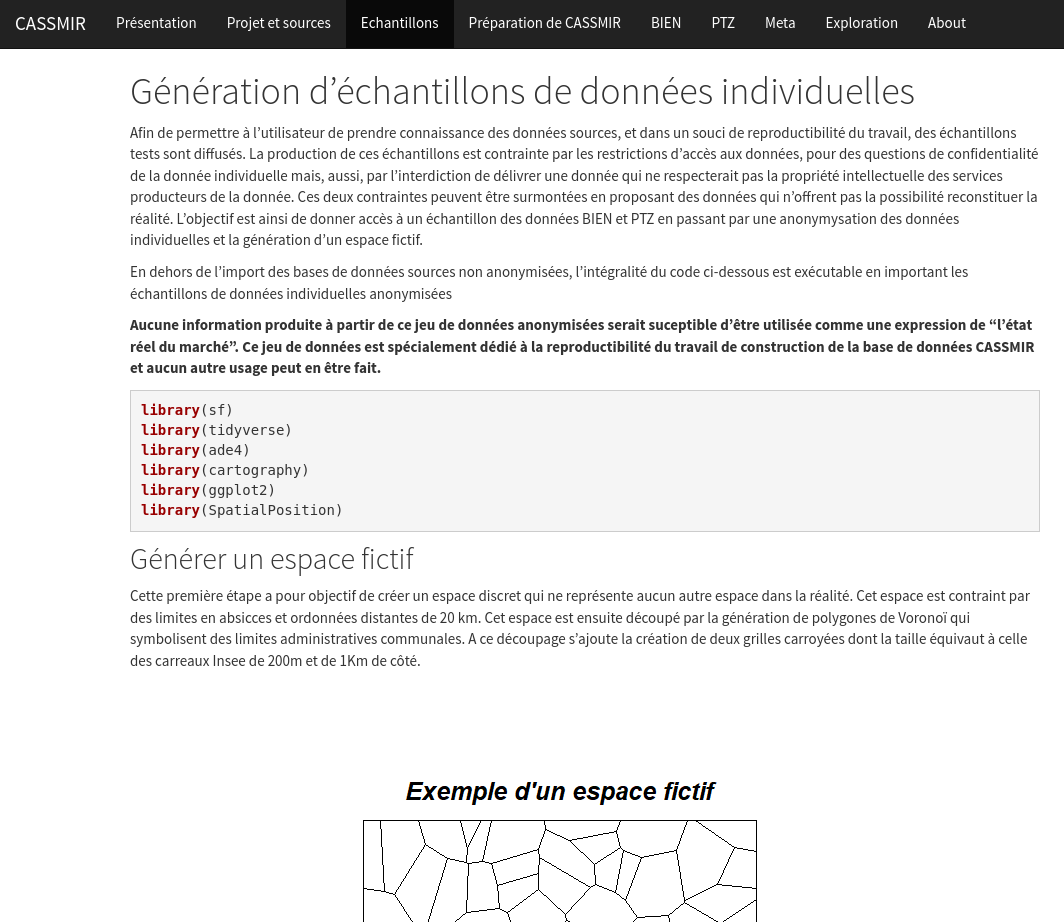 CASSMIR Présentation Projet et sources Echantillons Préparation de CASSMIR BIEN PTZ Meta Exploration About
Génération d’échantillons de données individuelles
Afin de permettre à l’utilisateur de prendre connaissance des données sources, et dans un souci de reproductibilité du travail, des échantillons
tests sont diffusés. La production de ces échantillons est contrainte par les restrictions d’accès aux données, pour des questions de confidentialité
de la donnée individuelle mais, aussi, par l’interdiction de délivrer une donnée qui ne respecterait pas la propriété intellectuelle des services
producteurs de la donnée. Ces deux contraintes peuvent être surmontées en proposant des données qui n’offrent pas la possibilité reconstituer la
réalité. L’objectif est ainsi de donner accès à un échantillon des données BIEN et PTZ en passant par une anonymysation des données
individuelles et la génération d’un espace fictif.
En dehors de l’import des bases de données sources non anonymisées, l’intégralité du code ci-dessous est exécutable en important les
échantillons de données individuelles anonymisées
Aucune information produite à partir de ce jeu de données anonymisées serait suceptible d’être utilisée comme une expression de “l’état
réel du marché”. Ce jeu de données est spécialement dédié à la reproductibilité du travail de construction de la base de données CASSMIR
et aucun autre usage peut en être fait.
library(sf)
library(tidyverse)
library(ade4)
library(cartography)
library(ggplot2)
library(SpatialPosition)
Générer un espace fictif
Cette première étape a pour objectif de créer un espace discret qui ne représente aucun autre espace dans la réalité. Cet espace est contraint par
des limites en absicces et ordonnées distantes de 20 km. Cet espace est ensuite découpé par la génération de polygones de Voronoï qui
symbolisent des limites administratives communales. A ce découpage s’ajoute la création de deux grilles carroyées dont la taille équivaut à celle
des carreaux Insee de 200m et de 1Km de côté.
Exemple d'un espace fictif